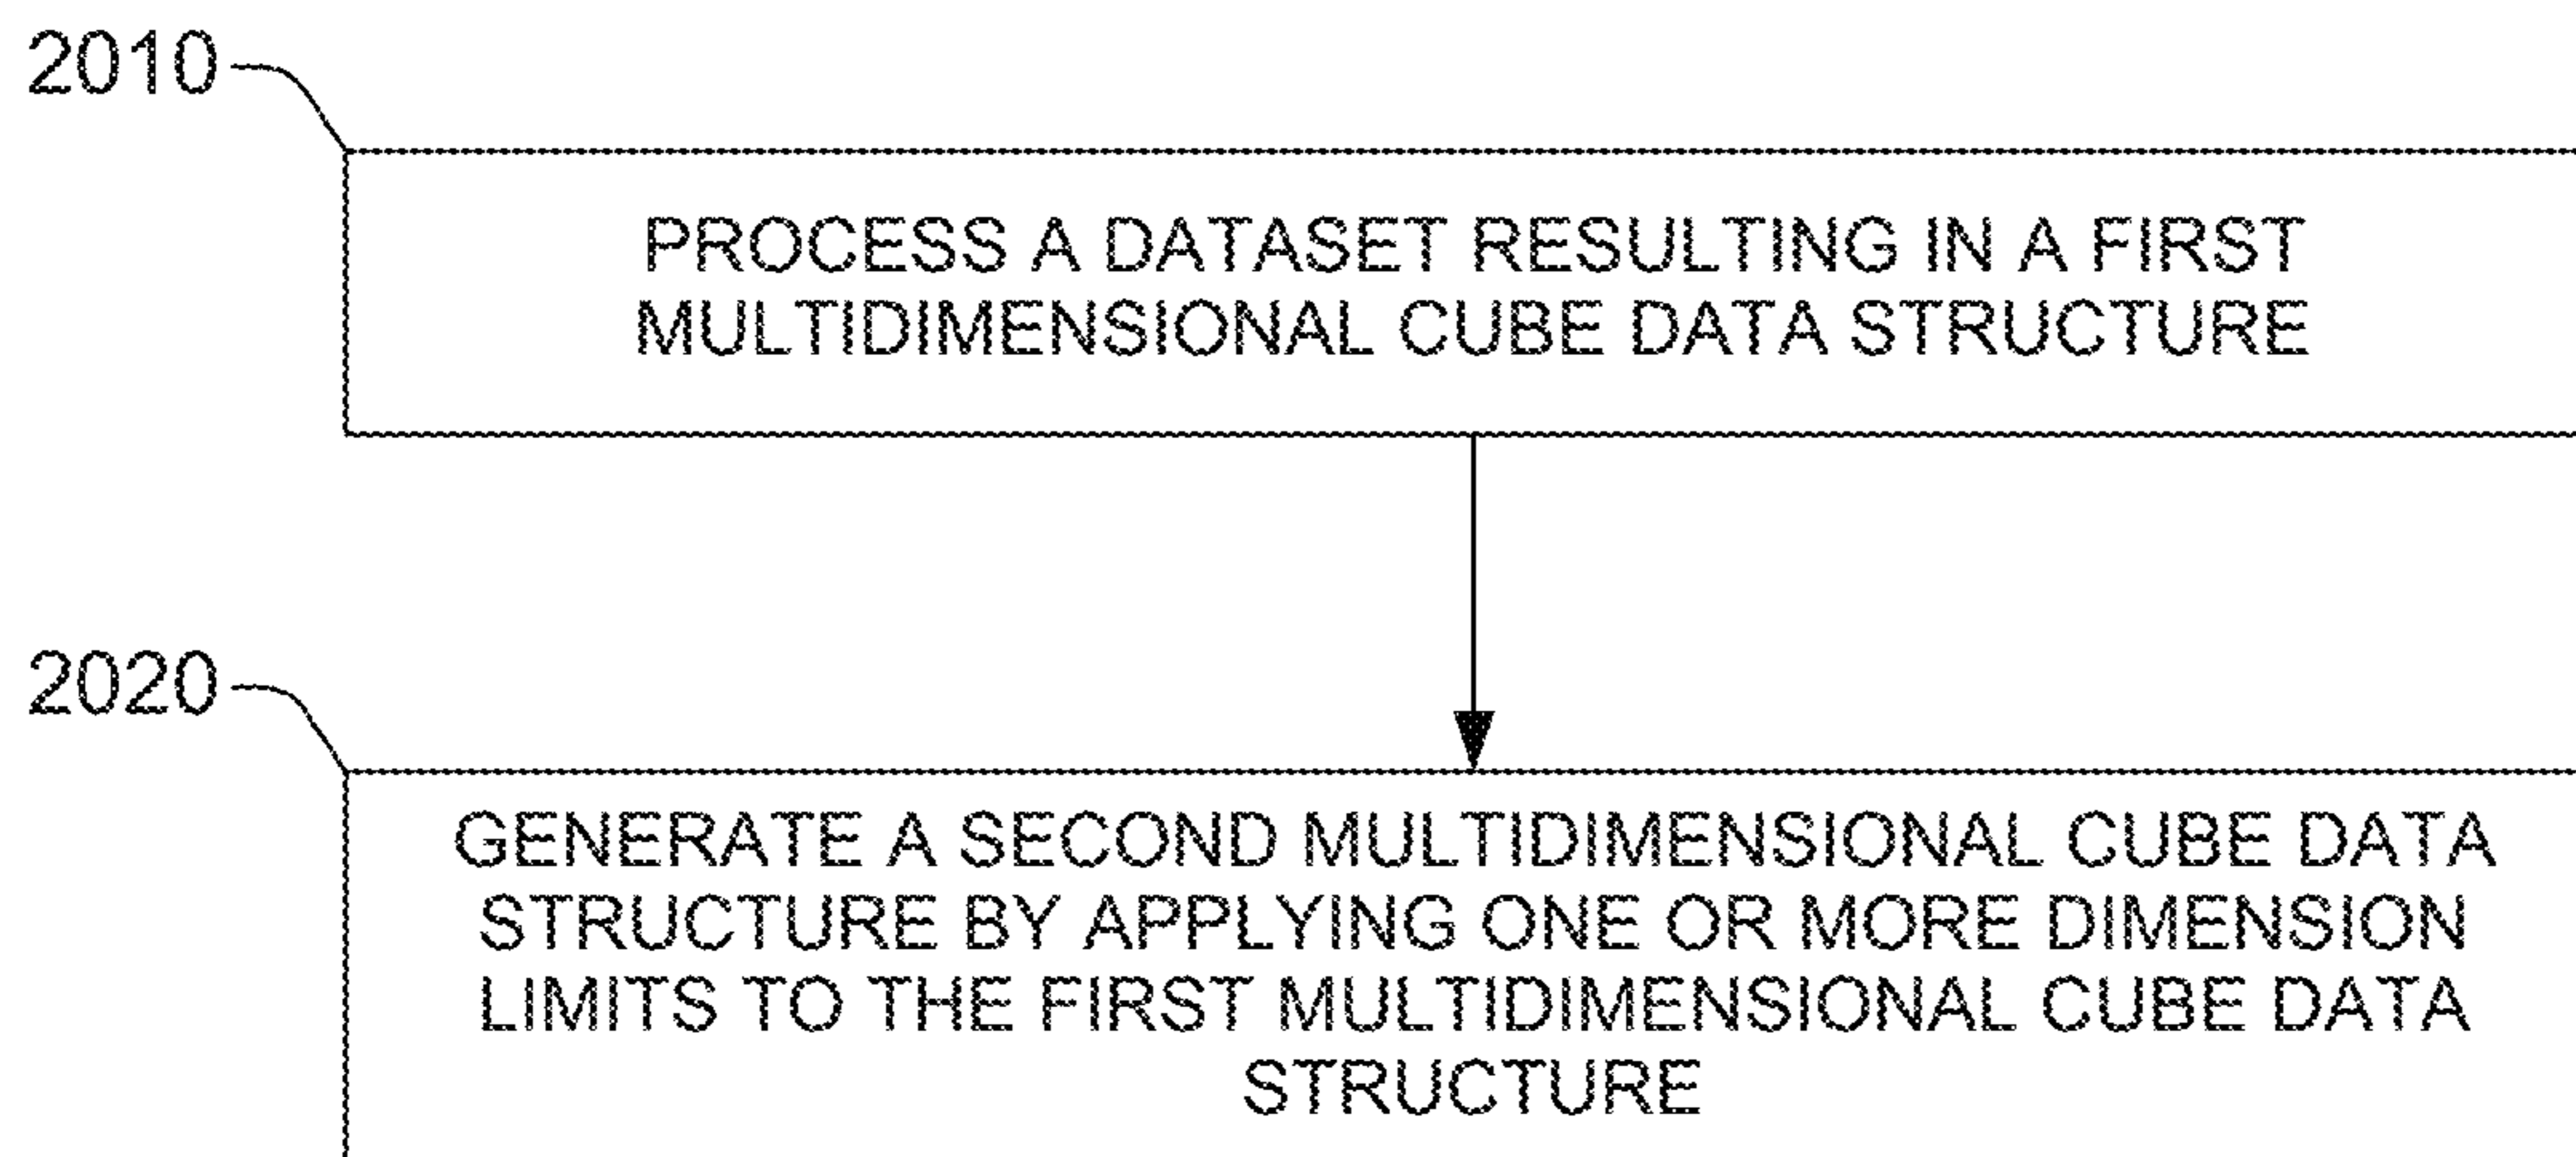 2010
PROCESS A DATASET RESULTING IN A FIRST
MULTIDIMENSIONAL CUBE DATA STRUCTURE
2020
GENERATE A SECOND MULTIDIMENSIONAL CUBE DATA
STRUCTURE BY APPLYING ONE OR MORE DIMENSION
LIMITS TO THE FIRST MULTIDIMENSIONAL CUBE DATA
STRUCTURE